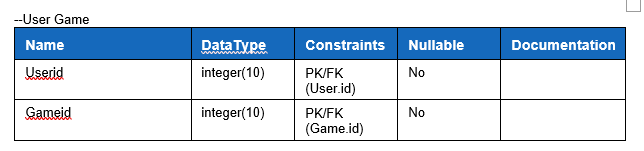 --User Game
Name DataType Constraints Nullable Documentation
Userid integer(10) PK/FK No
(User.id)
Gameid integer(10) PK/FK No
(Game.id)